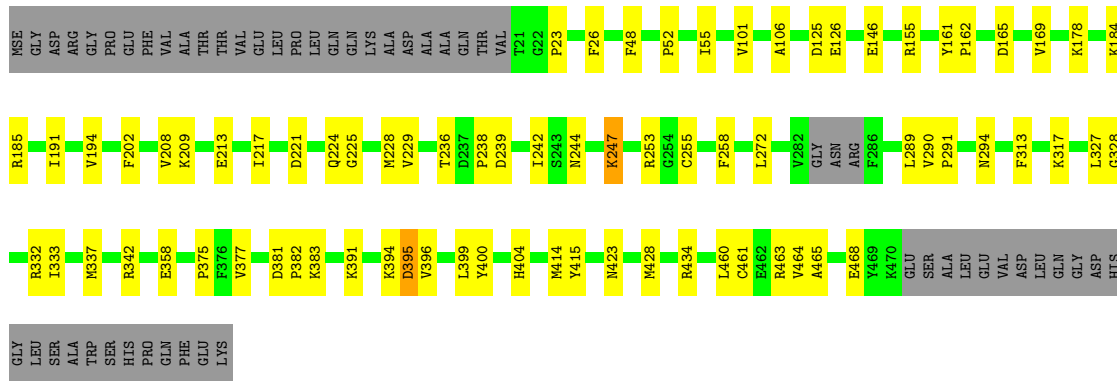 MSE GLY ASP ARG GLY PRO GLU PHE VAL ALA THR THR VAL GLU LEU PRO LEU GLN GLN LYS ALA ASP ALA ALA GLN THR VAL T21 G22 P23 F26 F48 P52 I55 V101 A106 D125 E126 E146 R155 Y161 P162 D165 V169 K178 K184
R185 I191 V194 F202 V208 K209 E213 I217 D221 Q224 G225 M228 V229 T236 D237 P238 D239 I242 S243 N244 K247 R253 G254 C255 F258 L272 V282 GLY ASN ARG F286 L289 V290 P291 N294 F313 K317 L327 G328
R332 I333 M337 R342 E358 P375 F376 V377 D381 P382 K383 K391 K394 D395 V396 L399 Y400 H404 M414 Y415 N423 M428 R434 L460 C461 E462 R463 V464 A465 E468 Y469 K470 GLU SER ALA LEU GLU VAL ASP LEU GLN GLY ASP HIS
GLY LEU SER ALA TRP SER HIS PRO GLN PHE GLU LYS